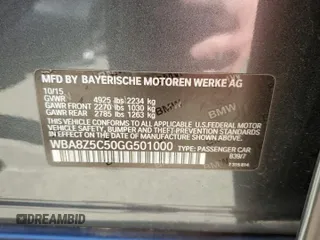 MFD BY BAYERISCHE MOTOREN WERKE AG
10/15
GVWR 4925 lbs 2234 kg
GAWR FRONT 2270 lbs 1030 kg
GAWR REAR 2785 lbs 1263 kg
BMW
BMW
THIS VEHICLE CONFORMS TO ALL APPLICABLE
U.S. FEDERAL MOTOR VEHICLE SAFETY, BUMPER AND
THEFT PREVENTION STANDARDS IN EFFECT ON THE
DATE OF MANUFACTURE SHOWN ABOVE.
WBA8Z5C50GG501000
TYPE: PASSENGER CAR
DREAMBID